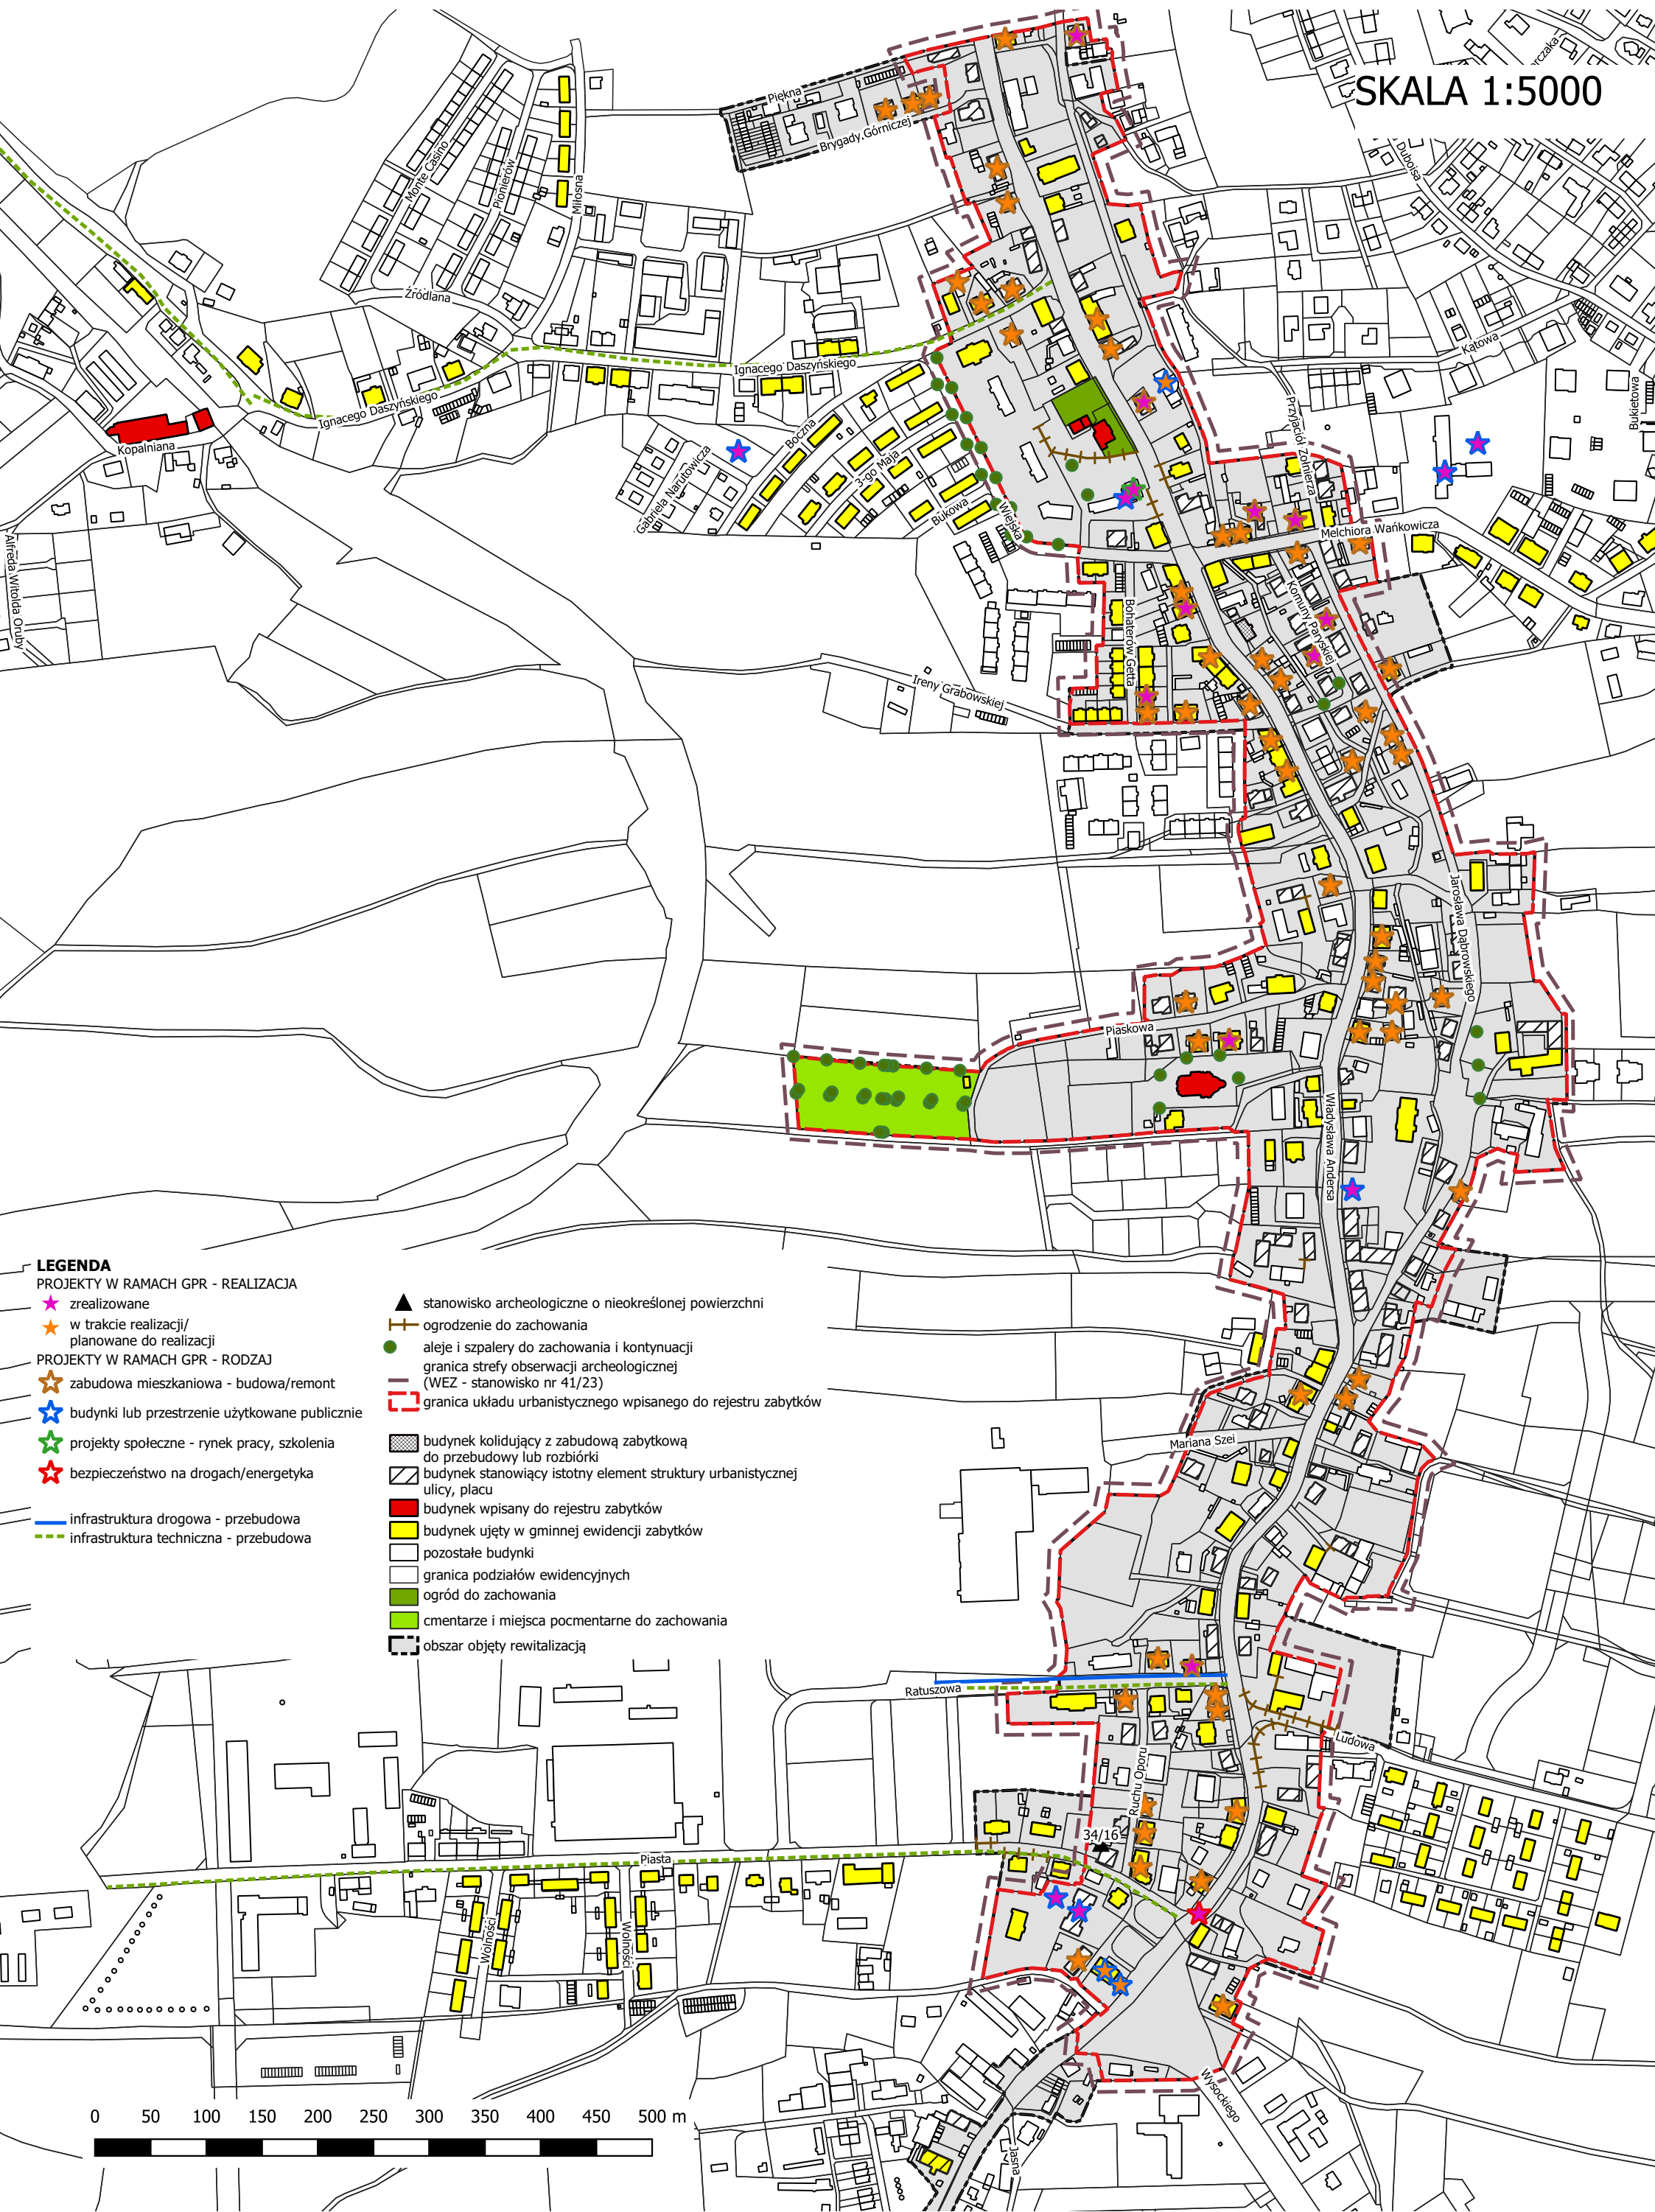 SKALA 1:5000
Piękna
Brygady Górniczej
Duboisa
Monte Casino
Pionierów
Miłosna
Źródlana
Kątowa
Ignacego Daszyńskiego
Bukietowa
Przyjaciół Żołnierza
Ignacego Daszyńskiego
Kopalniana
Boczna
3-go Maja
Gabriela Narutowicza
Bukowa
Wiejska
Melchiora Wańkowicza
Alfreda Witolda Oruby
Komuny Paryskiej
Bohaterów Getta
Ireny Grabowskiej
Jarosława Dąbrowskiego
Piaskowa
Władysława Andersa
LEGENDA
PROJEKTY W RAMACH GPR - REALIZACJA
zrealizowane
w trakcie realizacji/
planowane do realizacji
PROJEKTY W RAMACH GPR - RODZAJ
zabudowa mieszkaniowa - budowa/remont
budynki lub przestrzenie użytkowane publicznie
projekty społeczne - rynek pracy, szkolenia
bezpieczeństwo na drogach/energetyka
infrastruktura drogowa - przebudowa
infrastruktura techniczna - przebudowa
stanowisko archeologiczne o nieokreślonej powierzchni
ogrodzenie do zachowania
aleje i szpalery do zachowania i kontynuacji
granica strefy obserwacji archeologicznej
(WEZ - stanowisko nr 41/23)
granica układu urbanistycznego wpisanego do rejestru zabytków
budynek kolidujący z zabudową zabytkową
do przebudowy lub rozbiórki
budynek stanowiący istotny element struktury urbanistycznej
ulicy, placu
budynek wpisany do rejestru zabytków
budynek ujęty w gminnej ewidencji zabytków
pozostałe budynki
granica podziałów ewidencyjnych
ogród do zachowania
cmentarze i miejsca pocmentarne do zachowania
obszar objęty rewitalizacją
Mariana Szei
Ratuszowa
Ludowa
Ruchu Oporu
34/16
Piasta
Wolności
Wolności
Wysockiego
Jasna
0 50 100 150 200 250 300 350 400 450 500 m